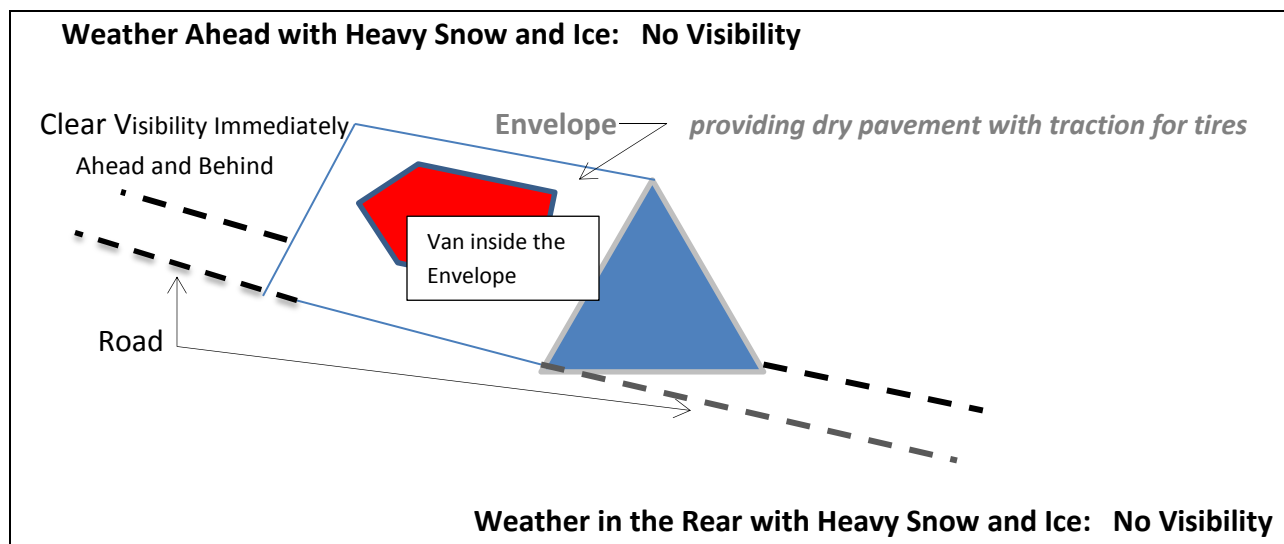 Weather Ahead with Heavy Snow and Ice:   No Visibility
Clear Visibility Immediately
Ahead and Behind
Envelope
providing dry pavement with traction for tires
Van inside the
Envelope
Road
Weather in the Rear with Heavy Snow and Ice:   No Visibility